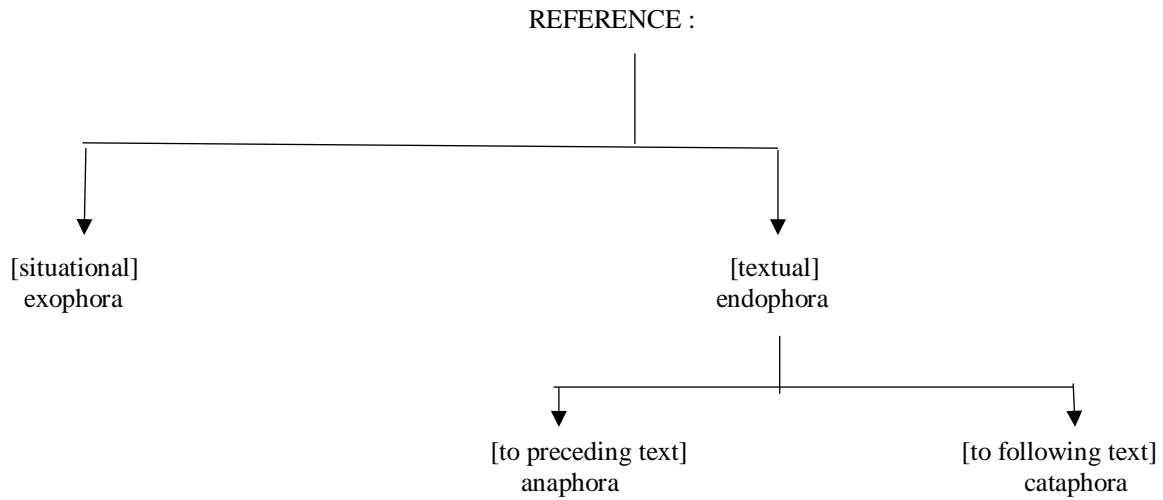 REFERENCE :
[situational]
exophora
[textual]
endophora
[to preceding text]
anaphora
[to following text]
cataphora